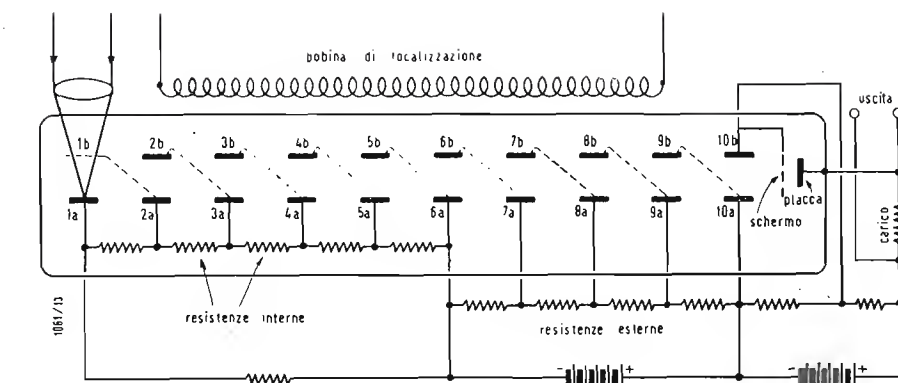 bobina di localizzazione
uscita
1b 2b 3b 4b 5b 6b 7b 8b 9b 10b
placca
1a 2a 3a 4a 5a 6a 7a 8a 9a 10a
schermo
carico
resistenze interne
resistenze esterne
1061/13
- +
- +